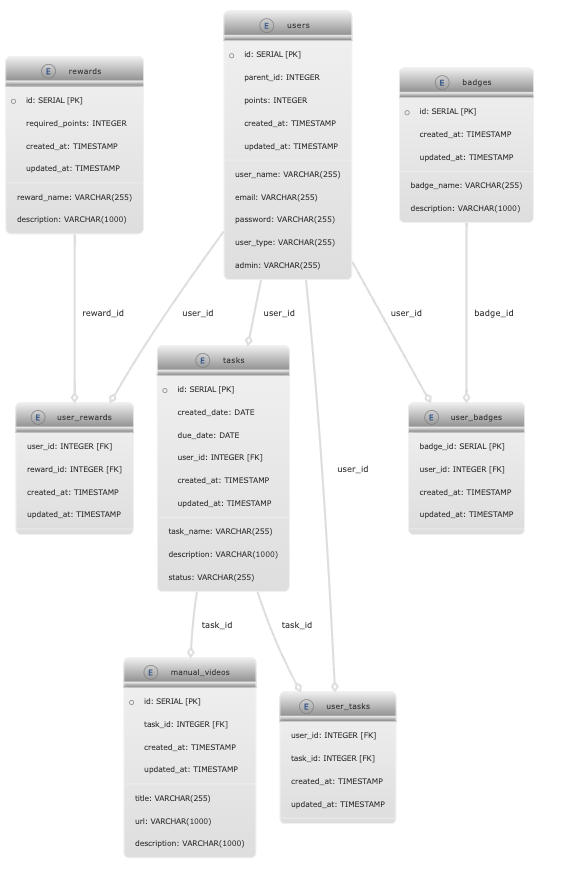 E users
id: SERIAL [PK]
parent_id: INTEGER
points: INTEGER
created_at: TIMESTAMP
updated_at: TIMESTAMP
user_name: VARCHAR(255)
email: VARCHAR(255)
password: VARCHAR(255)
user_type: VARCHAR(255)
admin: VARCHAR(255)
E rewards
id: SERIAL [PK]
required_points: INTEGER
created_at: TIMESTAMP
updated_at: TIMESTAMP
reward_name: VARCHAR(255)
description: VARCHAR(1000)
E badges
id: SERIAL [PK]
created_at: TIMESTAMP
updated_at: TIMESTAMP
badge_name: VARCHAR(255)
description: VARCHAR(1000)
reward_id
user_id
user_id
user_id
badge_id
E tasks
id: SERIAL [PK]
created_date: DATE
due_date: DATE
user_id: INTEGER [FK]
created_at: TIMESTAMP
updated_at: TIMESTAMP
task_name: VARCHAR(255)
description: VARCHAR(1000)
status: VARCHAR(255)
E user_rewards
user_id: INTEGER [FK]
reward_id: INTEGER [FK]
created_at: TIMESTAMP
updated_at: TIMESTAMP
E user_badges
badge_id: SERIAL [PK]
user_id: INTEGER [FK]
created_at: TIMESTAMP
updated_at: TIMESTAMP
user_id
task_id
task_id
E manual_videos
id: SERIAL [PK]
task_id: INTEGER [FK]
created_at: TIMESTAMP
updated_at: TIMESTAMP
title: VARCHAR(255)
url: VARCHAR(1000)
description: VARCHAR(1000)
E user_tasks
user_id: INTEGER [FK]
task_id: INTEGER [FK]
created_at: TIMESTAMP
updated_at: TIMESTAMP